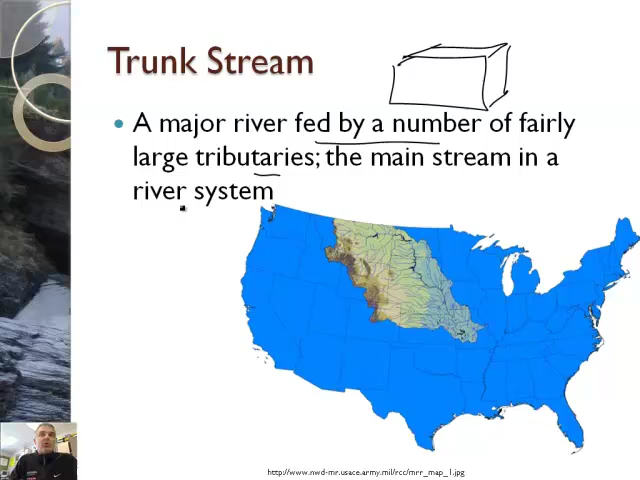 Trunk Stream
A major river fed by a number of fairly
large tributaries; the main stream in a
river system
http://www.nwd-mr.usace.army.mil/rcc/mrr_map_1.jpg